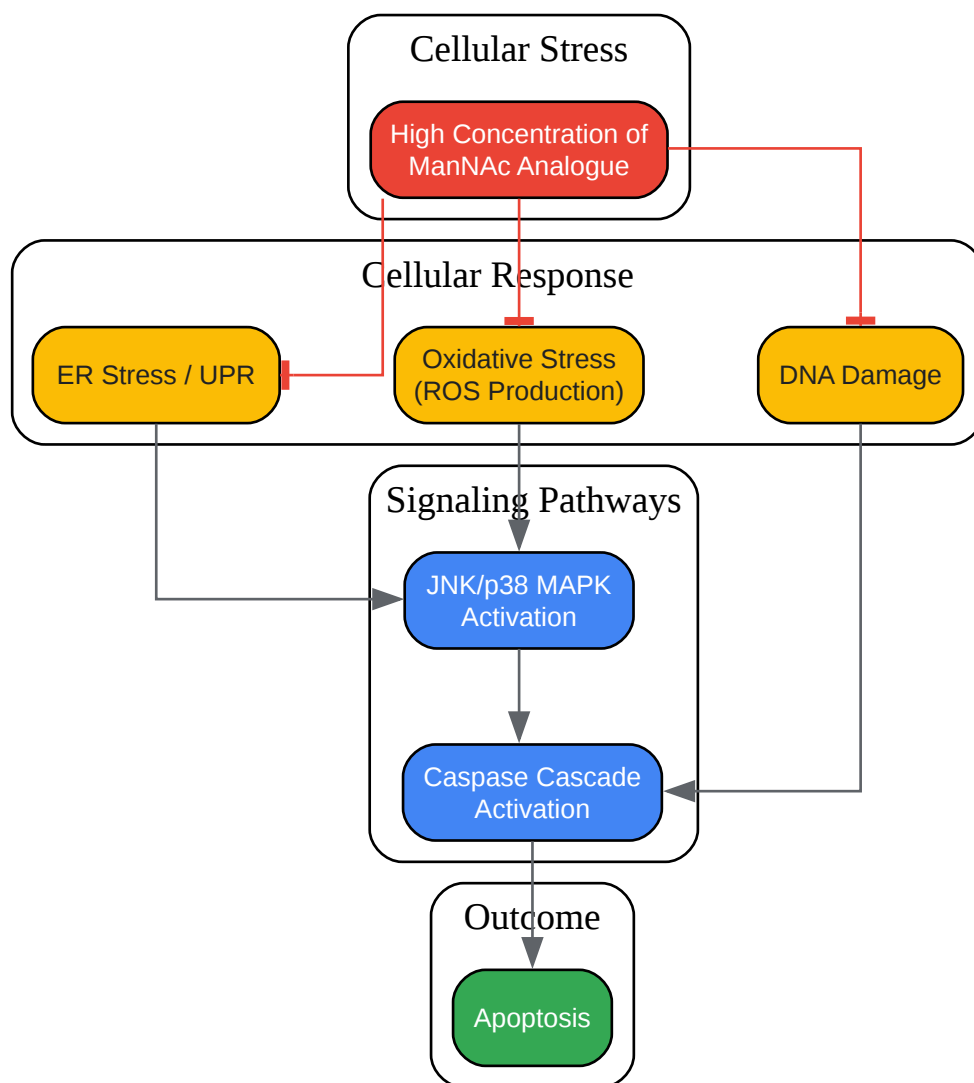 Cellular Stress
High Concentration of
ManNAc Analogue
Cellular Response
ER Stress / UPR
Oxidative Stress
(ROS Production)
DNA Damage
Signaling Pathways
JNK/p38 MAPK
Activation
Caspase Cascade
Activation
Outcome
Apoptosis